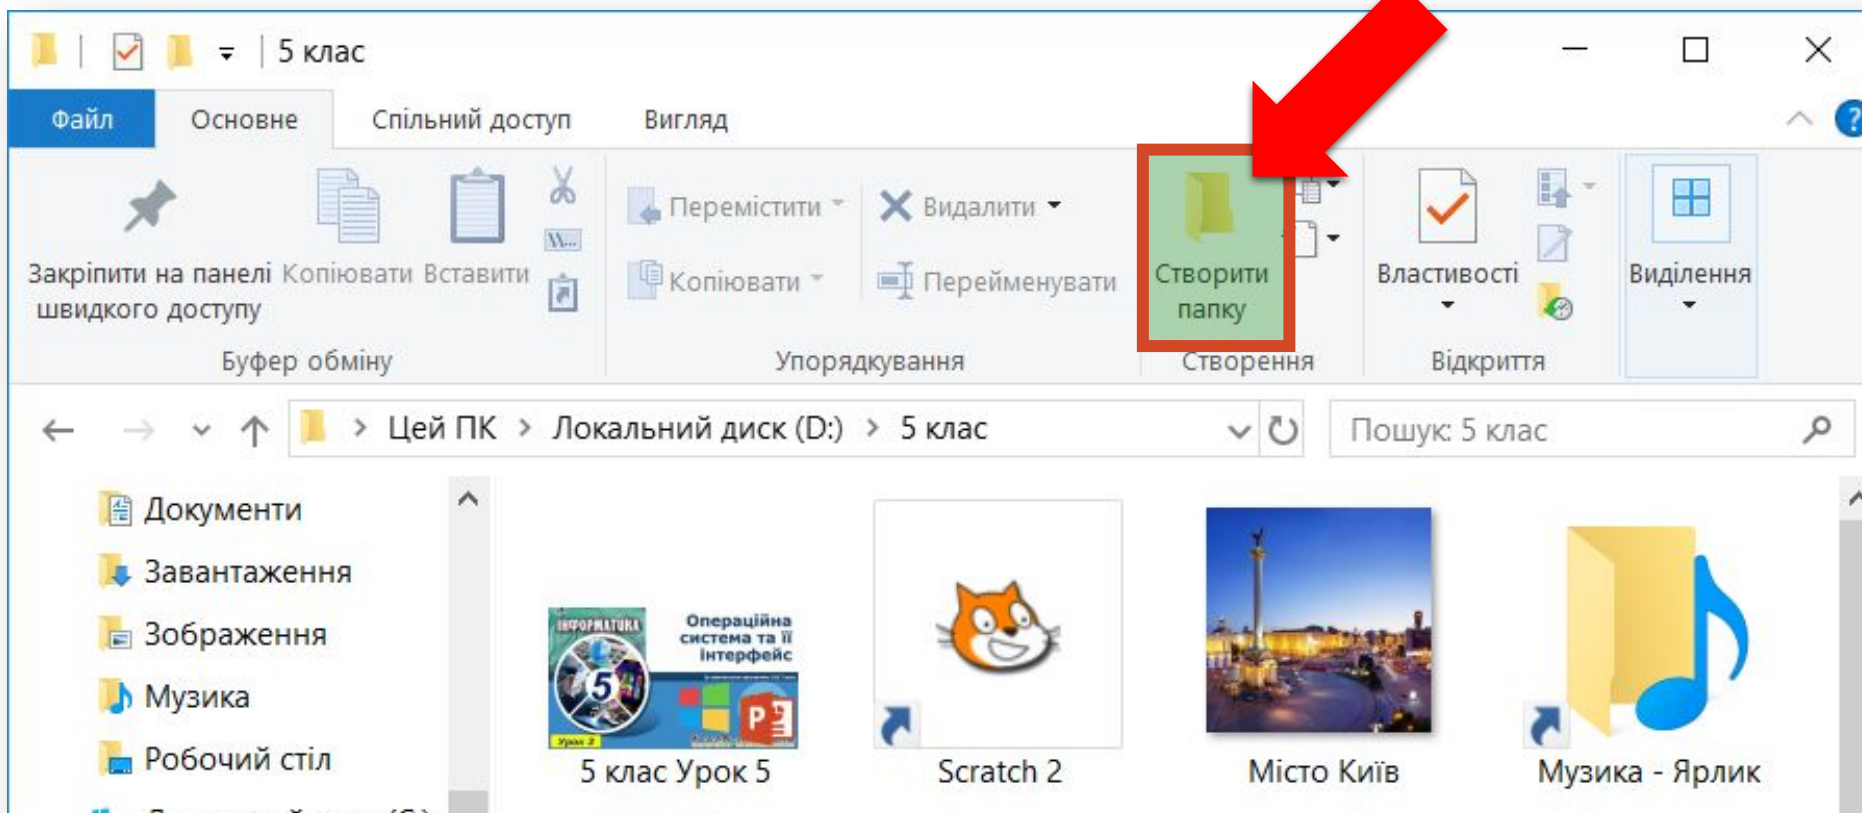 5 клас
Файл Основне Спільний доступ Вигляд
Закріпити на панелі швидкого доступу
Копіювати
Вставити
Перемістити
Копіювати
Видалити
Перейменувати
Створити папку
Властивості
Виділення
Буфер обміну Упорядкування Створення Відкриття
Цей ПК > Локальний диск (D:) > 5 клас
Пошук: 5 клас
Документи
Завантаження
Зображення
Музика
Робочий стіл
ІНФОРМАТИКА
5
Операційна
система та її
інтерфейс
Урок 3
P
5 клас Урок 5
Scratch 2
Місто Київ
Музика - Ярлик